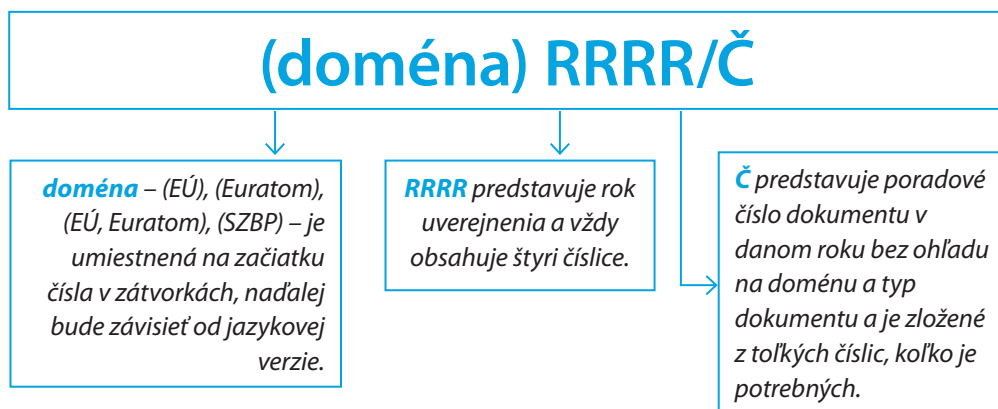 (doména) RRRR/Č
doména – (EÚ), (Euratom),
(EÚ, Euratom), (SZBP) – je
umiestnená na začiatku
čísla v zátvorkách, naďalej
bude závisieť od jazykovej
verzie.
RRRR predstavuje rok
uverejnenia a vždy
obsahuje štyri číslice.
Č predstavuje poradové
číslo dokumentu v
danom roku bez ohľadu
na doménu a typ
dokumentu a je zložené
z toľkých číslic, koľko je
potrebných.